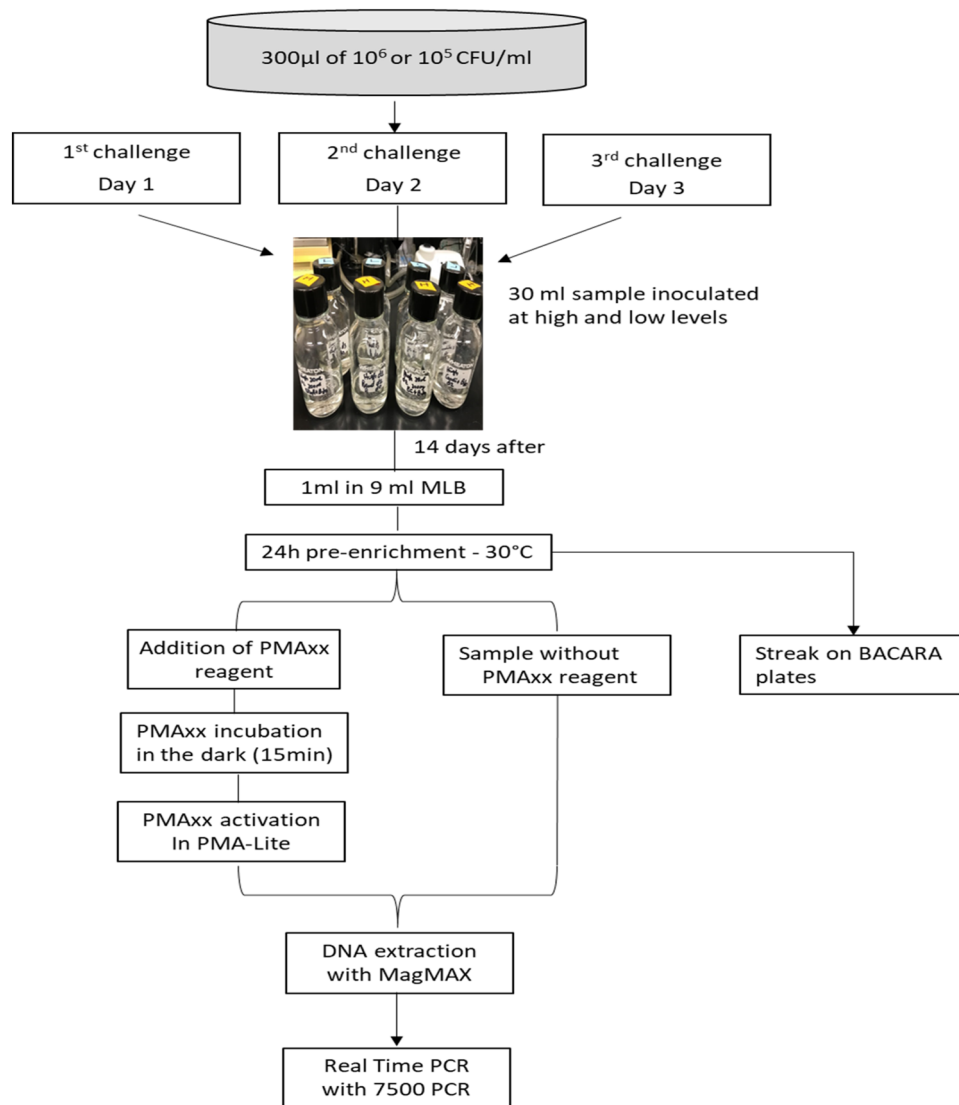 300µl of 10⁶ or 10⁵ CFU/ml
1st challenge
Day 1
2nd challenge
Day 2
3rd challenge
Day 3
30 ml sample inoculated
at high and low levels
14 days after
1ml in 9 ml MLB
24h pre-enrichment - 30°C
Addition of PMAxx
reagent
Sample without
PMAxx reagent
Streak on BACARA
plates
PMAxx incubation
in the dark (15min)
PMAxx activation
In PMA-Lite
DNA extraction
with MagMAX
Real Time PCR
with 7500 PCR